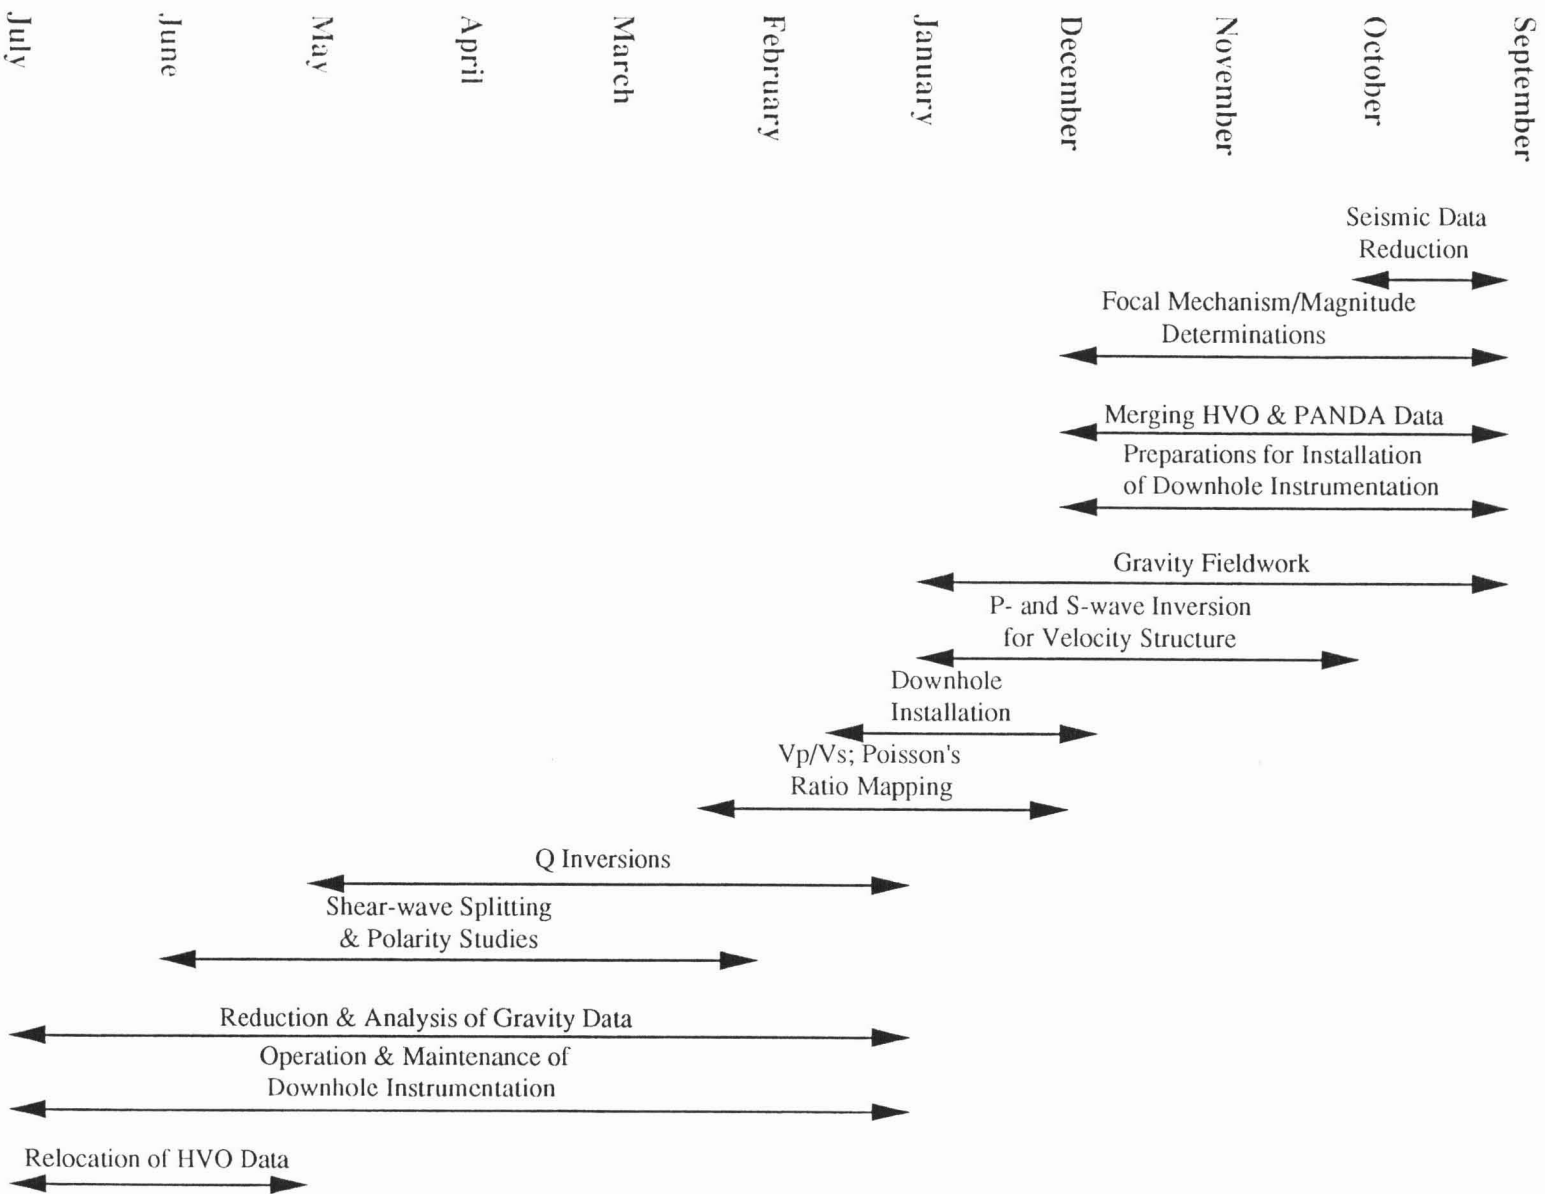 July
June
May
April
March
February
January
December
November
October
September
Seismic Data
Reduction
Focal Mechanism/Magnitude
Determinations
Merging HVO & PANDA Data
Preparations for Installation
of Downhole Instrumentation
Gravity Fieldwork
P- and S-wave Inversion
for Velocity Structure
Downhole
Installation
Vp/Vs; Poisson's
Ratio Mapping
Q Inversions
Shear-wave Splitting
& Polarity Studies
Reduction & Analysis of Gravity Data
Operation & Maintenance of
Downhole Instrumentation
Relocation of HVO Data